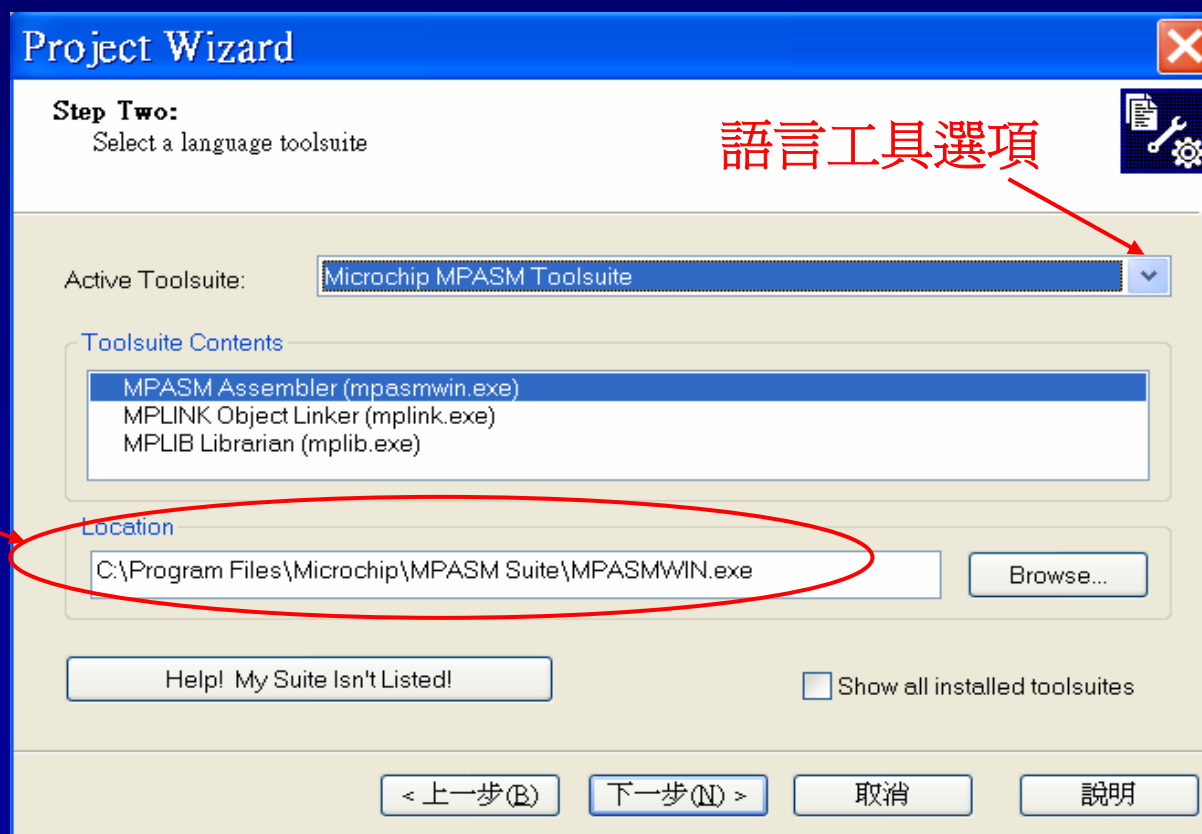 Project Wizard
Step Two:
Select a language toolsuite
語言工具選項
Active Toolsuite:
Microchip MPASM Toolsuite
Toolsuite Contents
MPASM Assembler (mpasmwin.exe)
MPLINK Object Linker (mplink.exe)
MPLIB Librarian (mplib.exe)
Location
C:\Program Files\Microchip\MPASM Suite\MPASMWIN.exe
Browse...
Help! My Suite Isn't Listed!
Show all installed toolsuites
< 上一步(B)
下一步(N) >
取消
說明